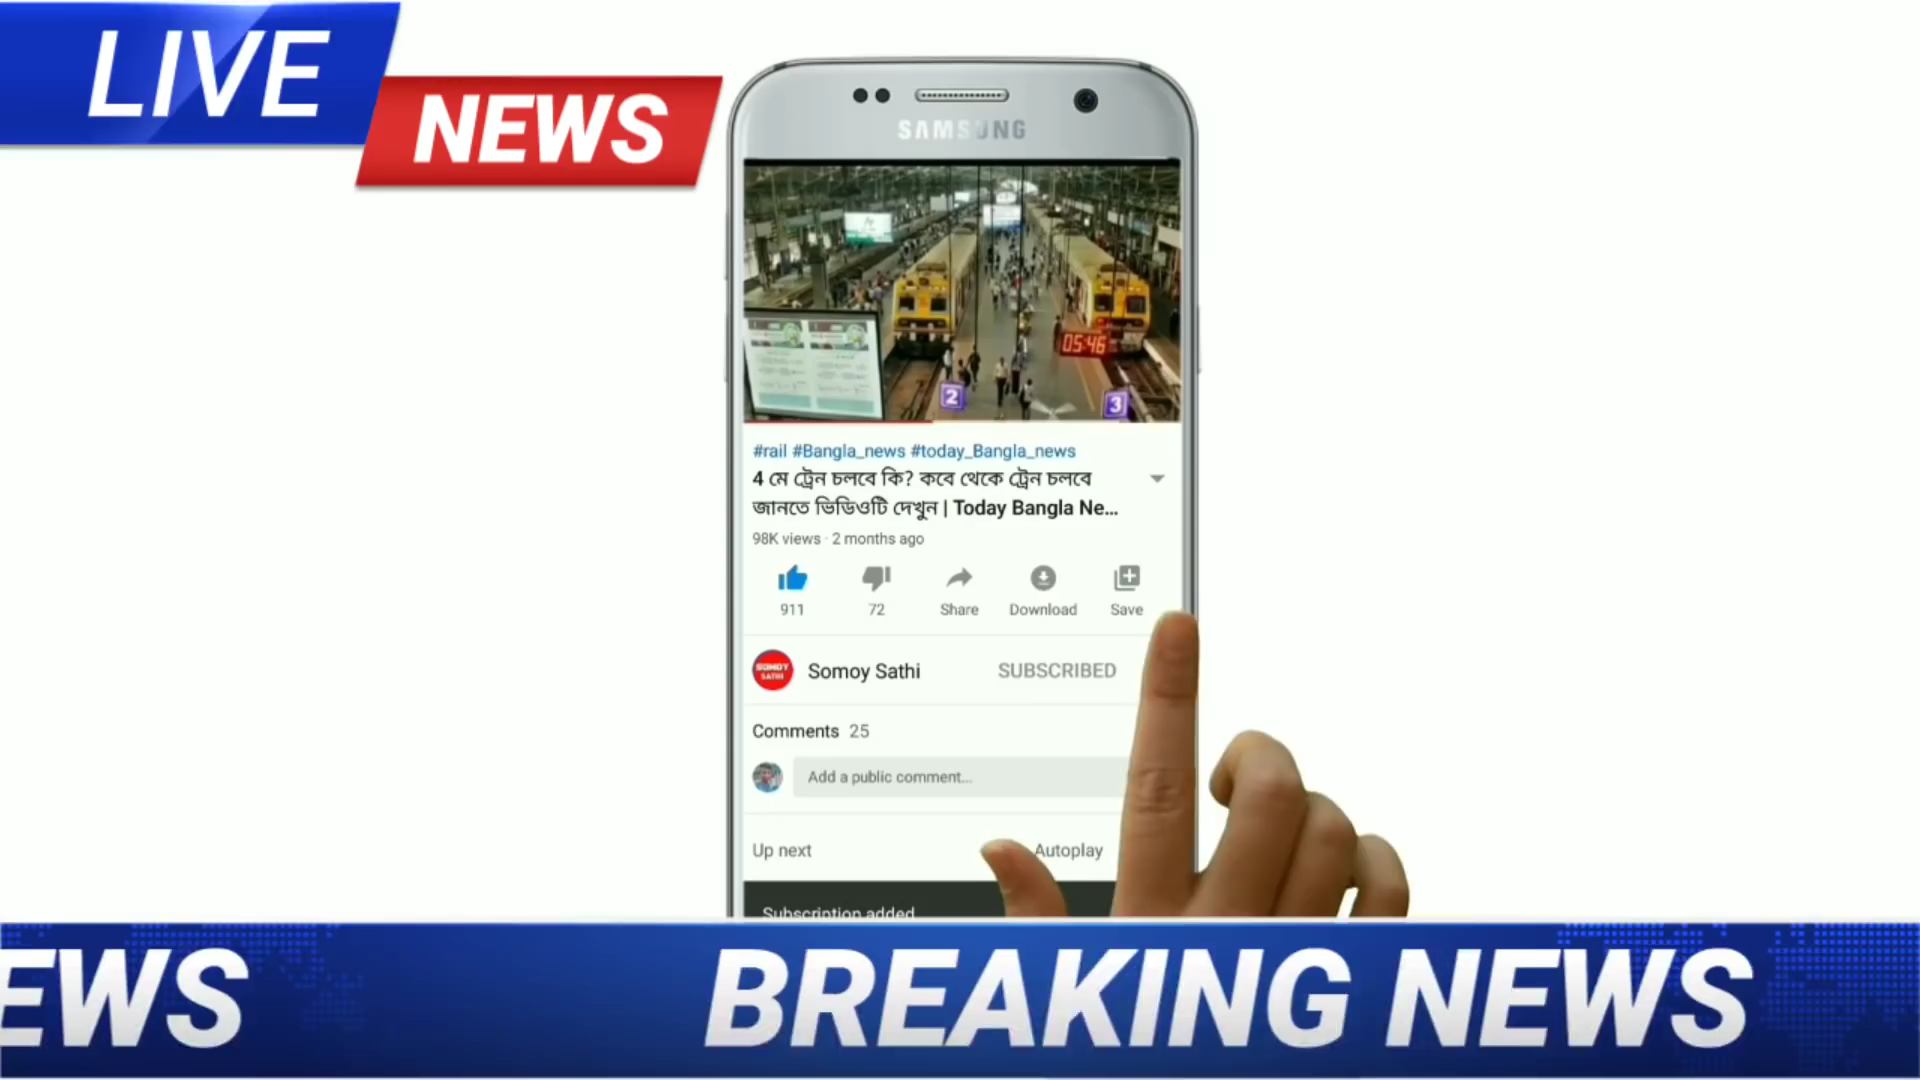 LIVE
NEWS
SAMSUNG
05:46
2
3
#rail #Bangla_news #today_Bangla_news
4 মে ট্রেন চলবে কি? কবে থেকে ট্রেন চলবে
জানতে ভিডিওটি দেখুন | Today Bangla Ne...
98K views · 2 months ago
911
72
Share
Download
Save
SOMOY
SATHI
Somoy Sathi
SUBSCRIBED
Comments 25
Add a public comment...
Up next
Autoplay
Subscription added
EWS
BREAKING NEWS